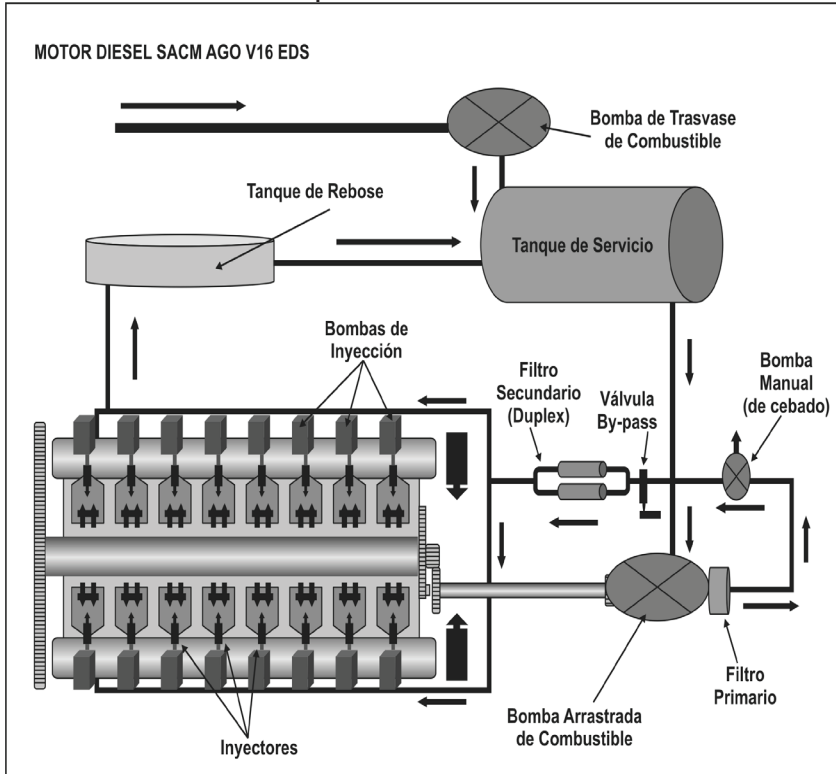 MOTOR DIESEL SACM AGO V16 EDS
Bomba de Trasvase
de Combustible
Tanque de Rebose
Tanque de Servicio
Bombas de
Inyección
Filtro
Secundario
(Duplex)
Válvula
By-pass
Bomba
Manual
(de cebado)
Inyectores
Bomba Arrastrada
de Combustible
Filtro
Primario